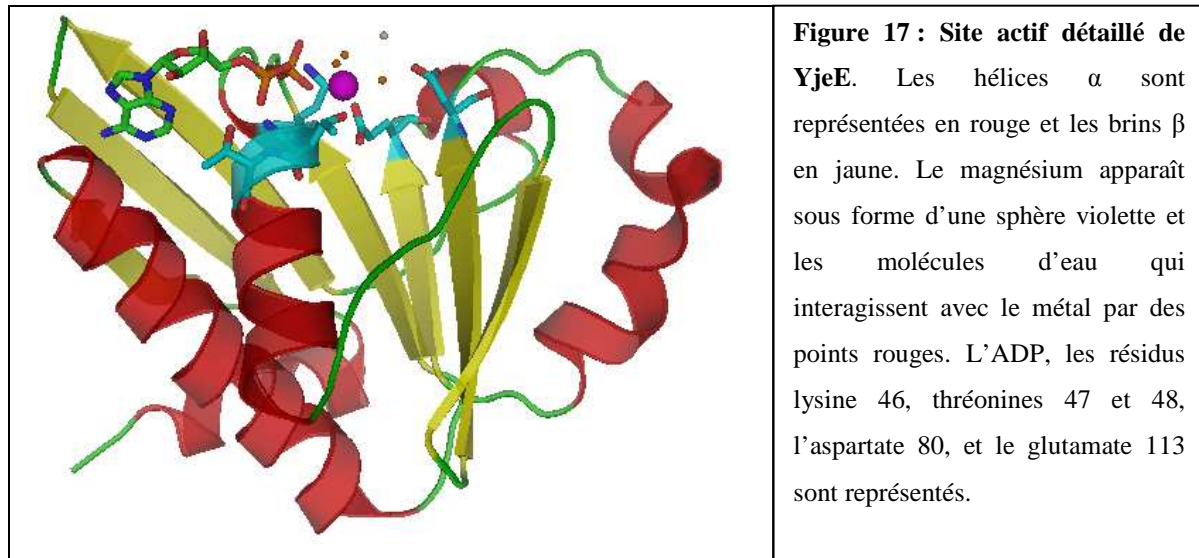 Figure 17 : Site actif détaillé de
YjeE. Les hélices α sont
représentées en rouge et les brins β
en jaune. Le magnésium apparaît
sous forme d'une sphère violette et
les molécules d'eau qui
interagissent avec le métal par des
points rouges. L'ADP, les résidus
lysine 46, thréonines 47 et 48,
l'aspartate 80, et le glutamate 113
sont représentés.